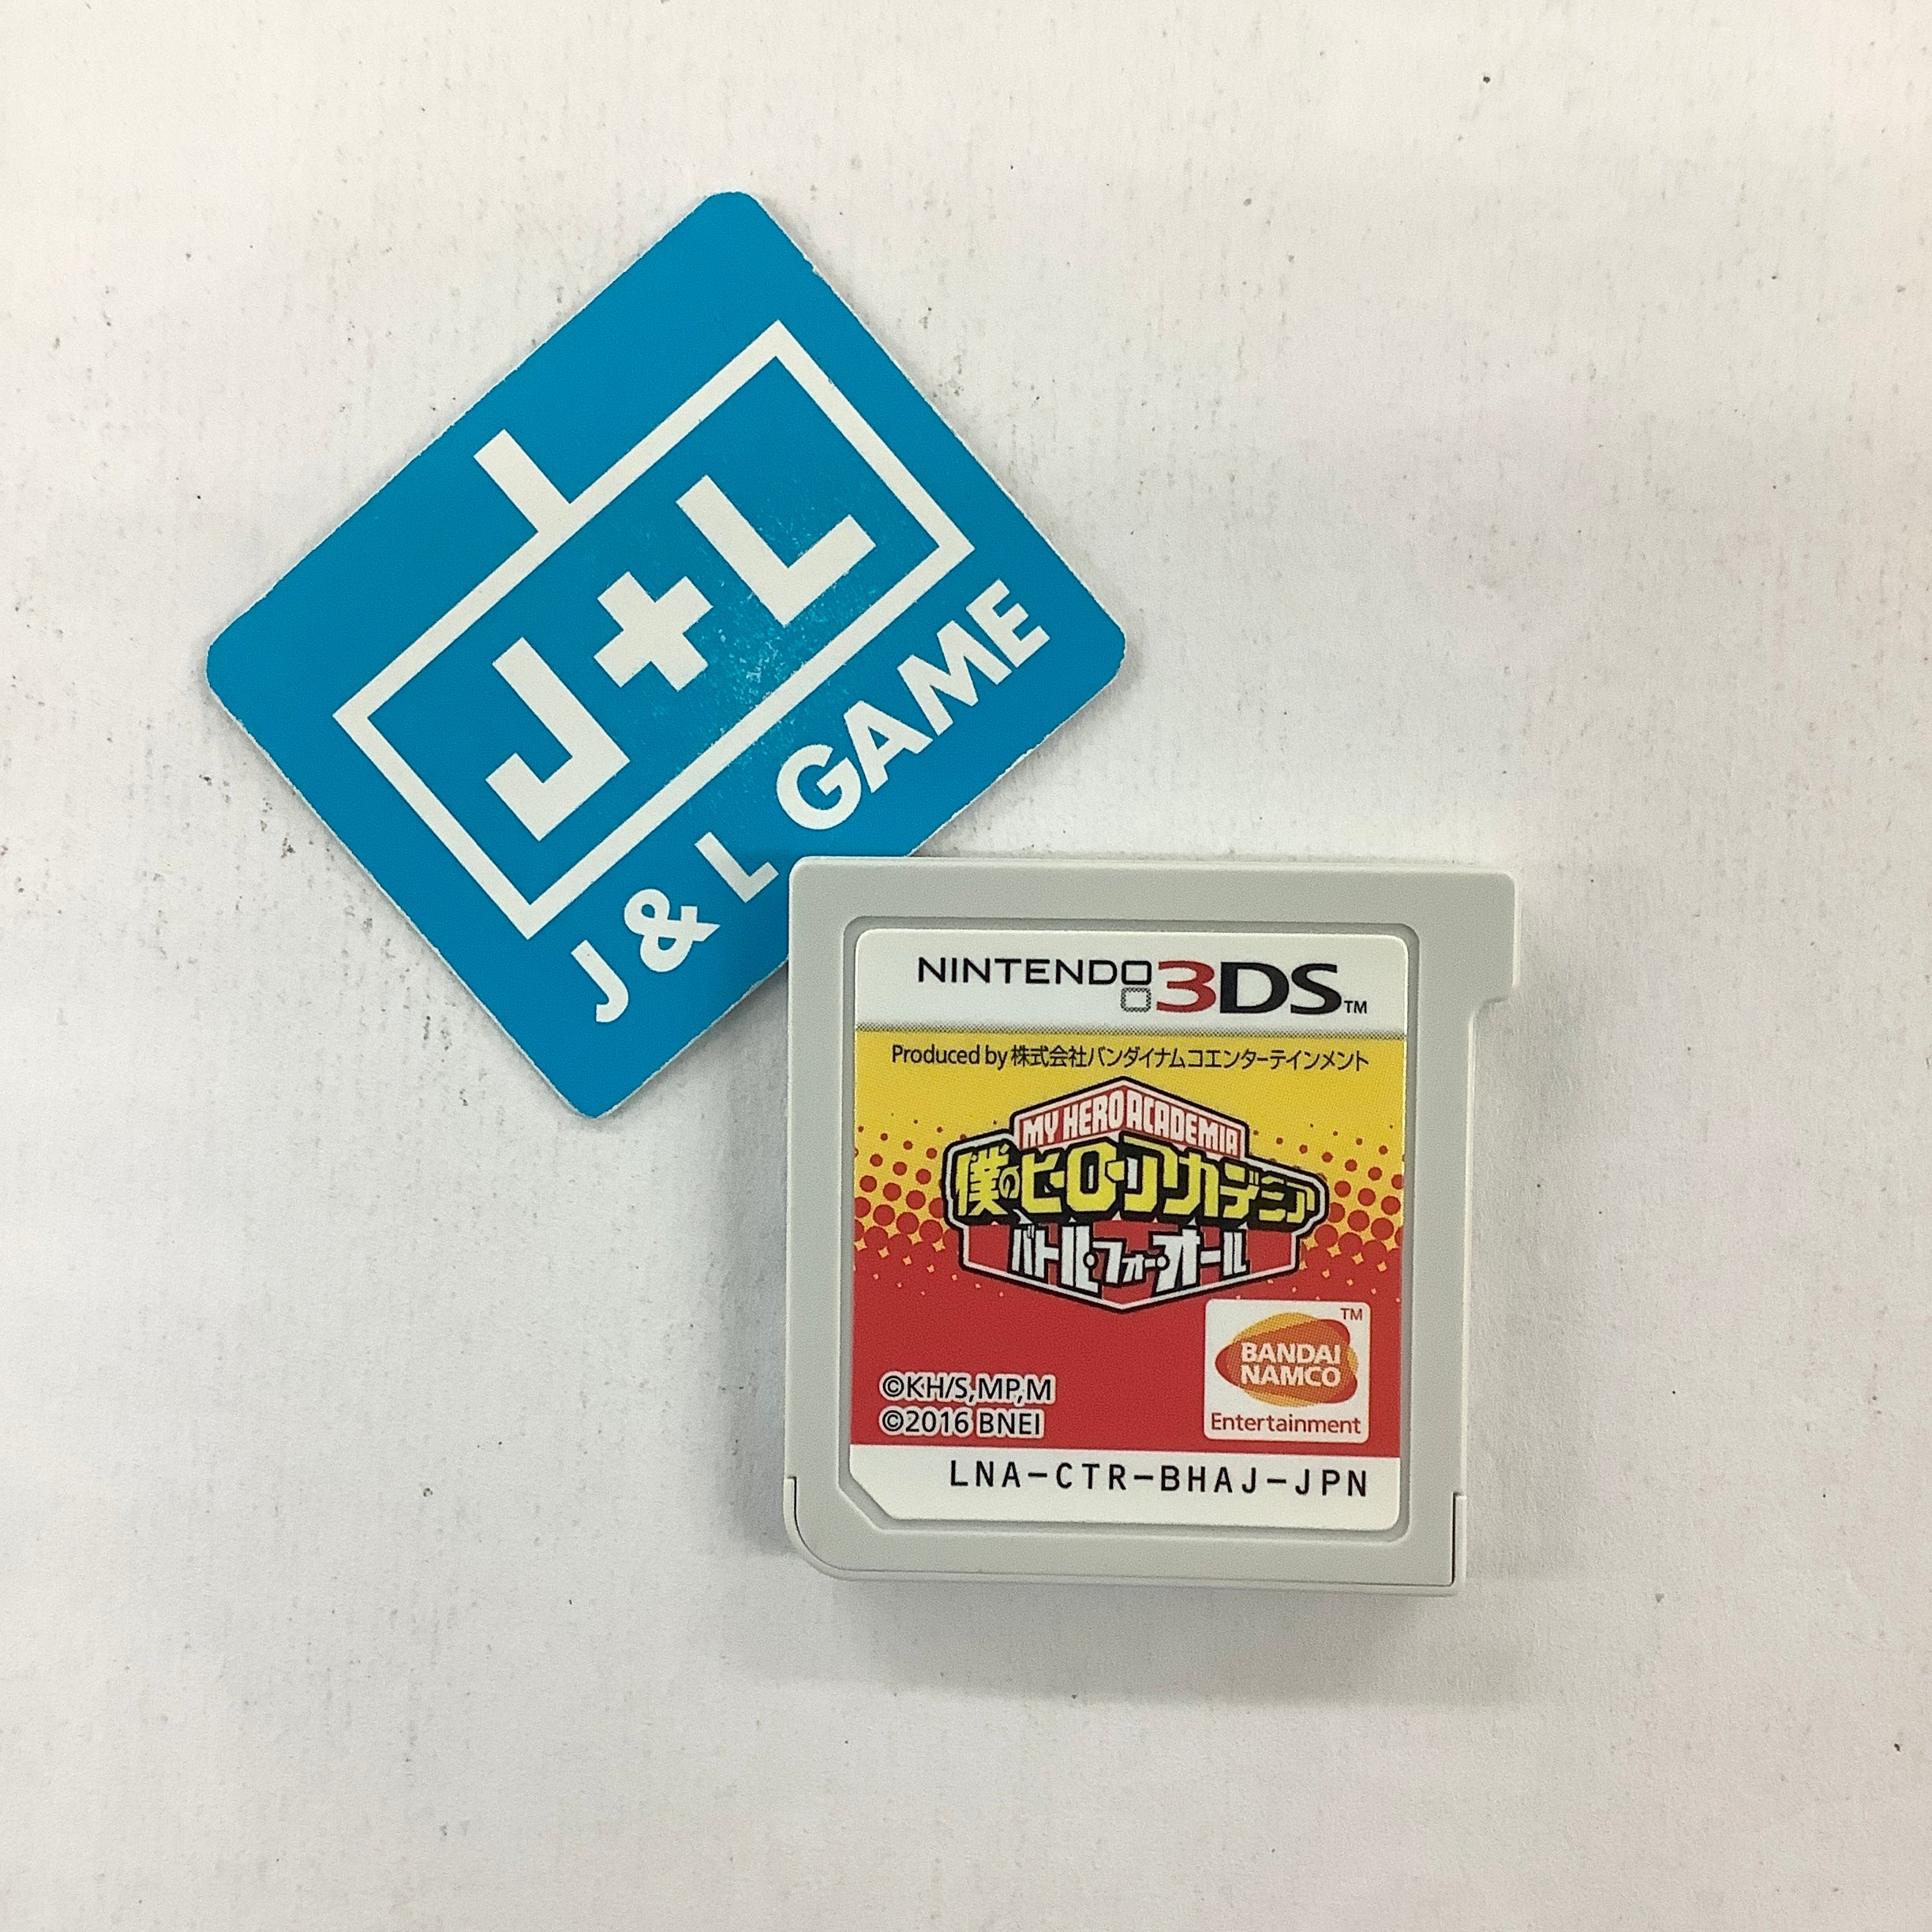 J+L
J & L GAME
NINTENDO 3DS™
Produced by 株式会社バンダイナムコエンターテインメント
MY HERO ACADEMIA
僕のヒーローアカデミア
バトル・フォー・オール
™
BANDAI
NAMCO
Entertainment
©KH/S,MP,M
©2016 BNEI
LNA-CTR-BHAJ-JPN